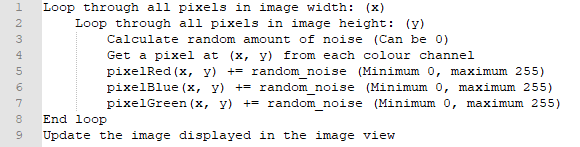 1 Loop through all pixels in image width: (x)
2 Loop through all pixels in image height: (y)
3 Calculate random amount of noise (Can be 0)
4 Get a pixel at (x, y) from each colour channel
5 pixelRed(x, y) += random_noise (Minimum 0, maximum 255)
6 pixelBlue(x, y) += random_noise (Minimum 0, maximum 255)
7 pixelGreen(x, y) += random_noise (Minimum 0, maximum 255)
8 End loop
9 Update the image displayed in the image view